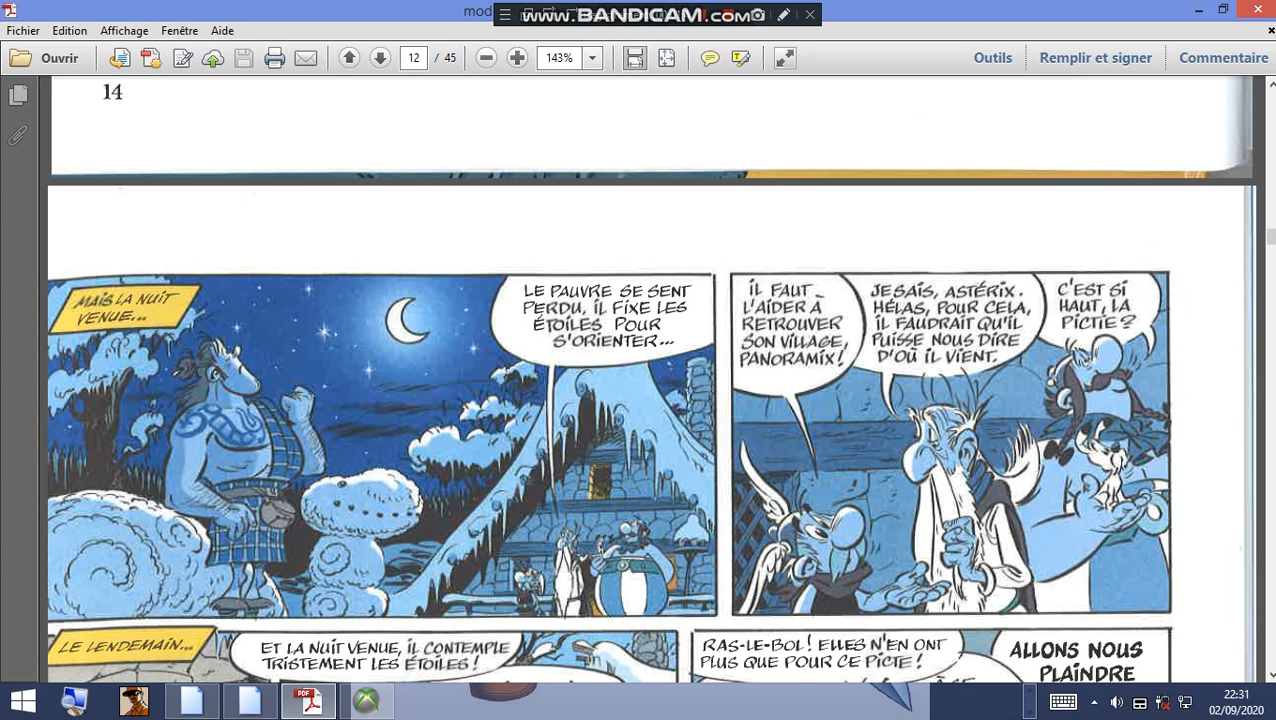 mod
www.BANDICAM.com
Fichier Edition Affichage Fenêtre Aide
Ouvrir
12 / 45
143%
Outils
Remplir et signer
Commentaire
14
MAIS LA NUIT
VENUE...
LE PAUVRE SE SENT
PERDU, IL FIXE LES
ÉTOILES POUR
S'ORIENTER...
IL FAUT
L'AIDER À
RETROUVER
SON VILLAGE,
PANORAMIX!
JE SAIS, ASTÉRIX.
HÉLAS, POUR CELA,
IL FAUDRAIT QU'IL
PUISSE NOUS DIRE
D'OÙ IL VIENT.
C'EST SI
HAUT, LA
PICTIE?
LE LENDEMAIN...
ET LA NUIT VENUE, IL CONTEMPLE
TRISTEMENT LES ÉTOILES!
RAS-LE-BOL! ELLES N'EN ONT
PLUS QUE POUR CE PICTE!
ALLONS NOUS
PLAINDRE
PDF
22:31
02/09/2020